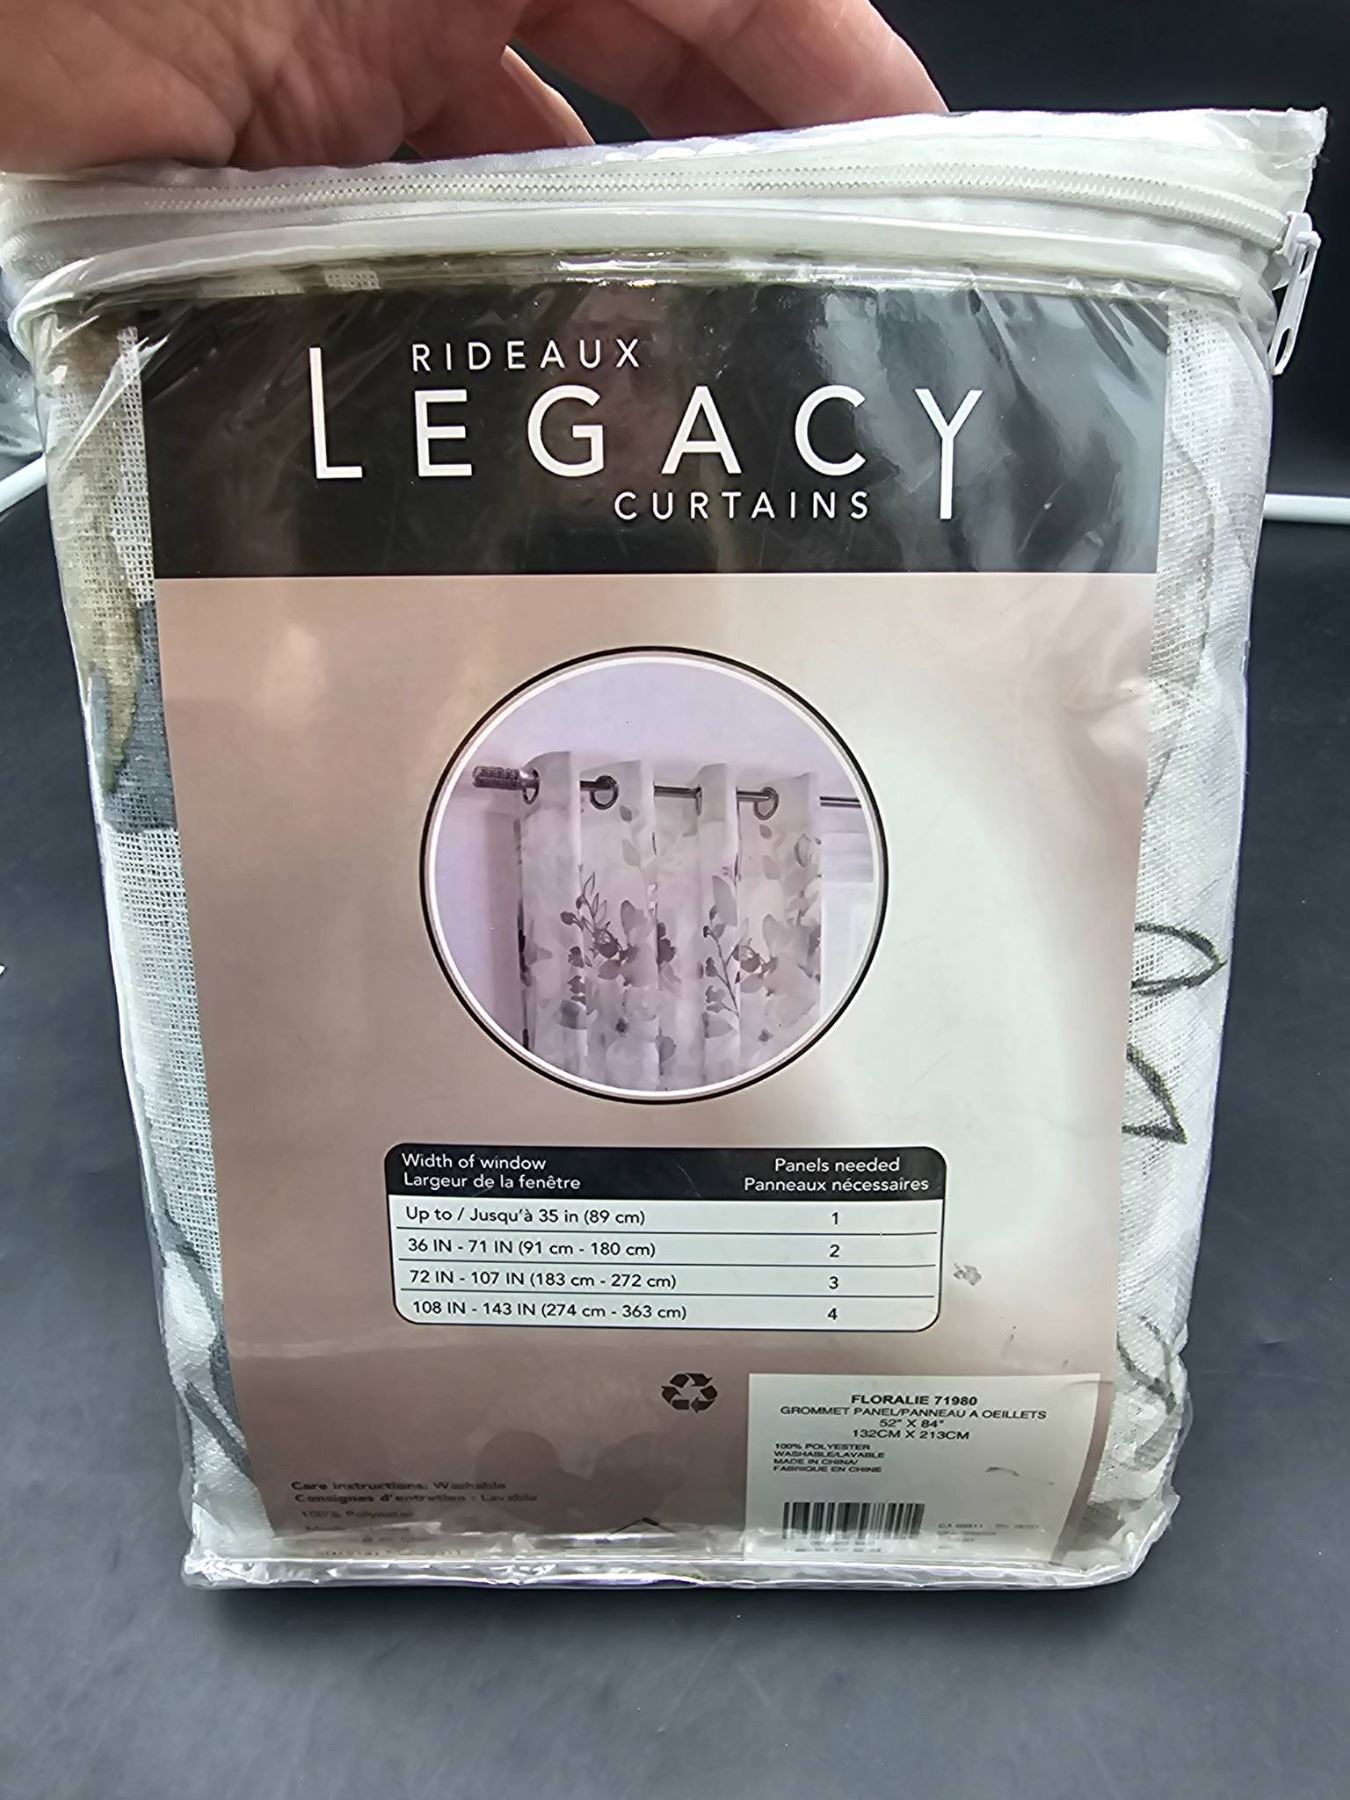 RIDEAUX
LEGACY
CURTAINS
Width of window
Largeur de la fenêtre
Panels needed
Panneaux nécessaires
Up to / Jusqu'à 35 in (89 cm) 1
36 IN - 71 IN (91 cm - 180 cm) 2
72 IN - 107 IN (183 cm - 272 cm) 3
108 IN - 143 IN (274 cm - 363 cm) 4
FLORALIE 71980
GROMMET PANEL/PANNEAU A OEILLETS
52" X 84"
132CM X 213CM
100% POLYESTER
WASHABLE/LAVABLE
MADE IN CHINA/
FABRIQUE EN CHINE
Care instructions: Washable
Consignes d'entretien : Lavable
100% Polyester